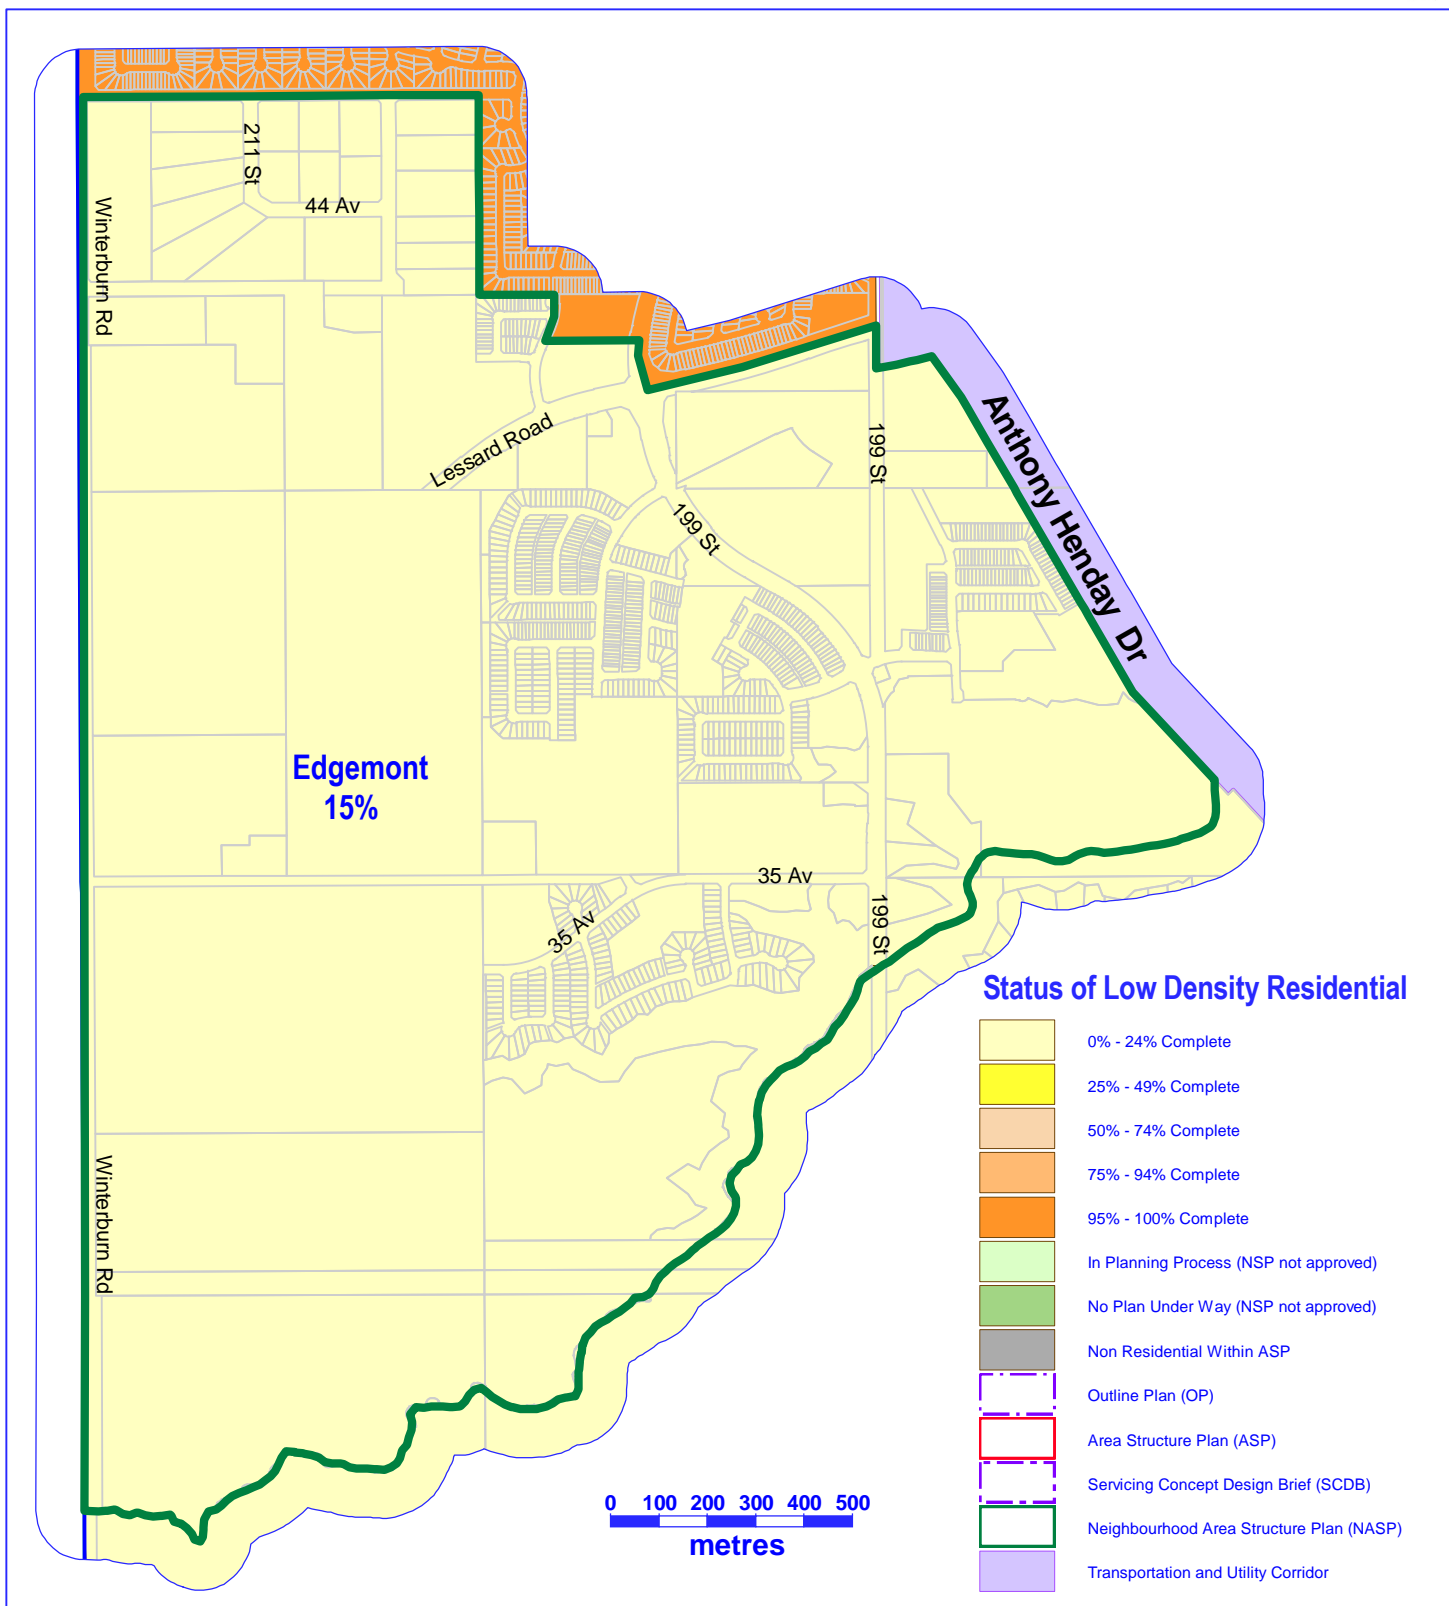 211 St
44 Av
Winterburn Rd
Lessard Road
199 St
199 St
Anthony Henday Dr
Edgemont
15%
35 Av
35 Av
199 St
Winterburn Rd
Status of Low Density Residential
0% - 24% Complete
25% - 49% Complete
50% - 74% Complete
75% - 94% Complete
95% - 100% Complete
In Planning Process (NSP not approved)
No Plan Under Way (NSP not approved)
Non Residential Within ASP
Outline Plan (OP)
Area Structure Plan (ASP)
Servicing Concept Design Brief (SCDB)
Neighbourhood Area Structure Plan (NASP)
Transportation and Utility Corridor
0 100 200 300 400 500
metres